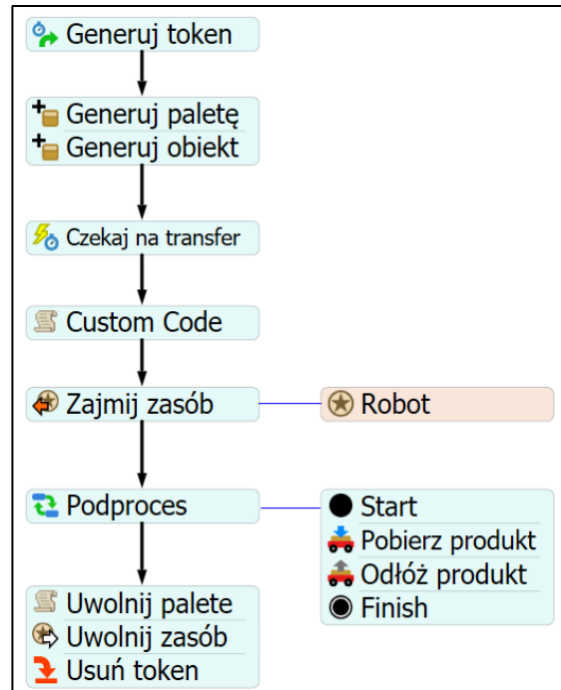 Generuj token
Generuj paletę
Generuj obiekt
Czekaj na transfer
Custom Code
Zajmij zasób
Robot
Podproces
Start
Pobierz produkt
Odłóż produkt
Finish
Uwolnij palete
Uwolnij zasób
Usuń token